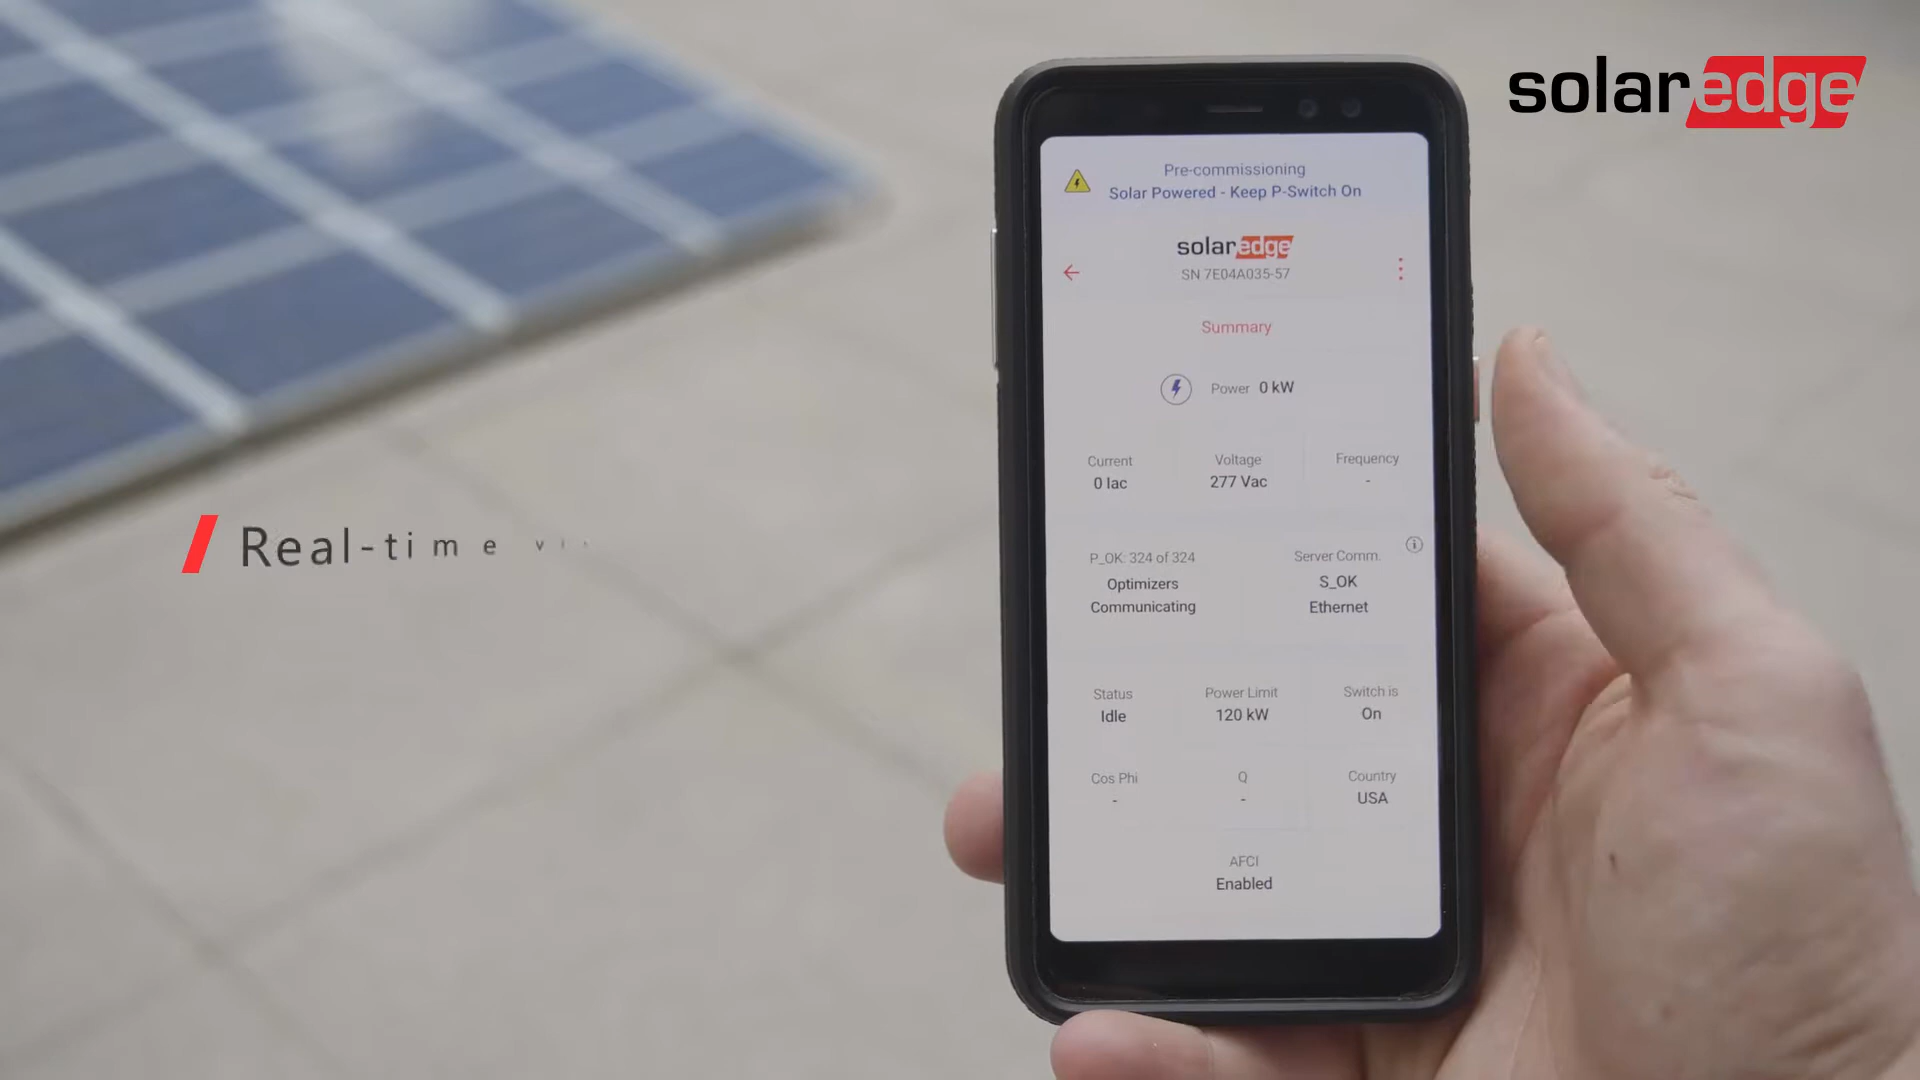 solaredge
Pre-commissioning
Solar Powered - Keep P-Switch On
solaredge
SN 7E04A035-57
Summary
Power 0 kW
Current
0 Iac
Voltage
277 Vac
Frequency
-
P_OK: 324 of 324
Optimizers
Communicating
Server Comm.
S_OK
Ethernet
Status
Idle
Power Limit
120 kW
Switch is
On
Cos Phi
-
Q
-
Country
USA
AFCI
Enabled
Real-time